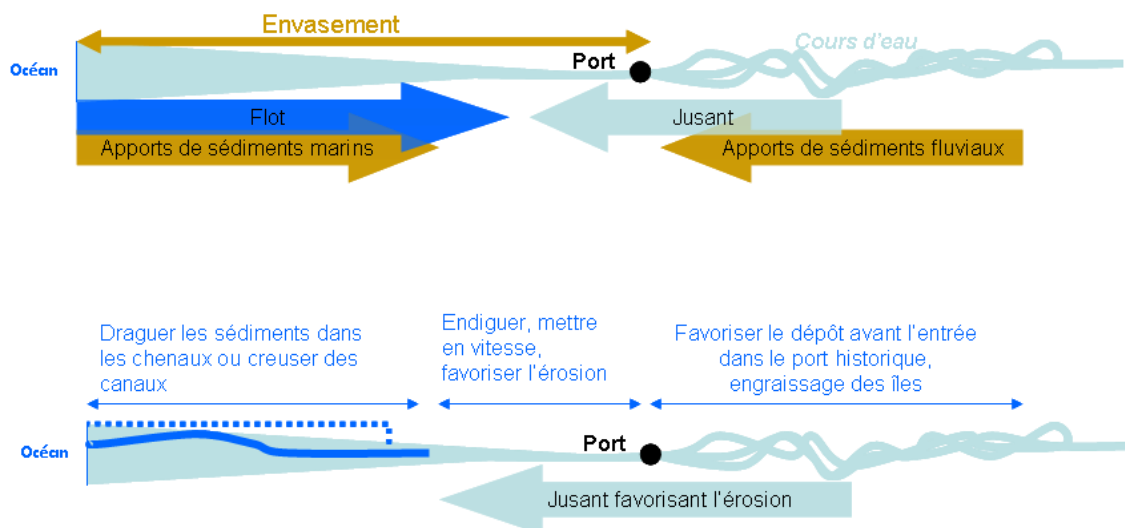 Envasement
Cours d'eau
Océan
Port
Flot
Jusant
Apports de sédiments marins
Apports de sédiments fluviaux
Draguer les sédiments dans
les chenaux ou creuser des
canaux
Endiguer, mettre
en vitesse,
favoriser l'érosion
Favoriser le dépôt avant l'entrée
dans le port historique,
engraissage des îles
Océan
Port
Jusant favorisant l'érosion